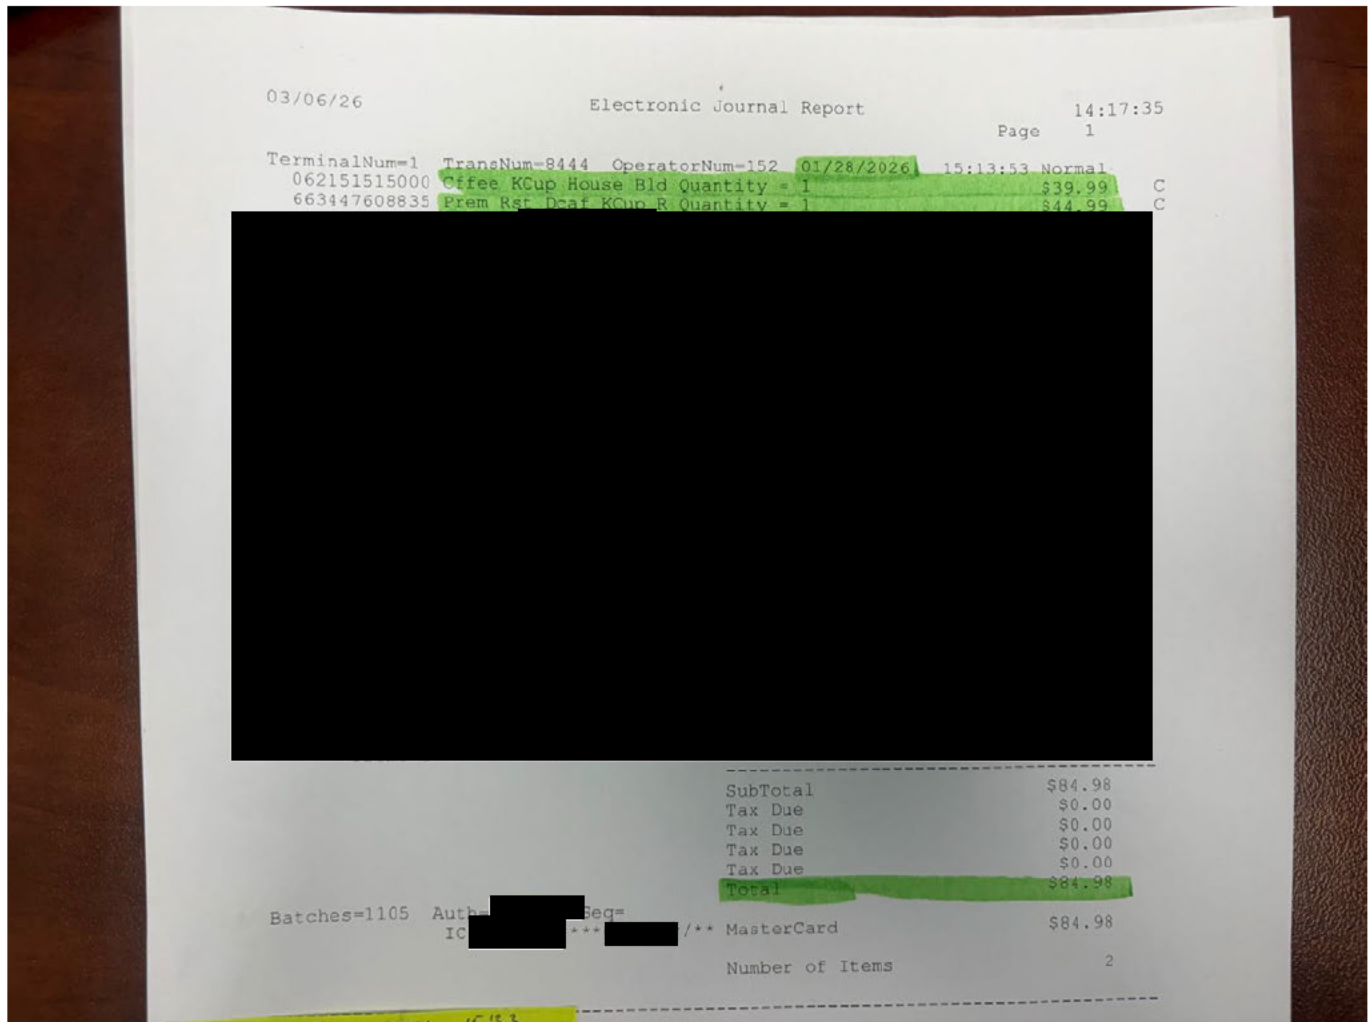 03/06/26 Electronic Journal Report 14:17:35
Page 1
TerminalNum=1 TransNum=8444 OperatorNum=152 01/28/2026 15:13:53 Normal
062151515000 Cffee KCup House Bld Quantity = 1 $39.99 C
663447608835 Prem Rst Dcaf KCup R Quantity = 1 $44.99 C
SubTotal $84.98
Tax Due $0.00
Tax Due $0.00
Tax Due $0.00
Tax Due $0.00
Total $84.98
Batches=1105 Auth= Seq=
IC *** /** MasterCard $84.98
Number of Items 2